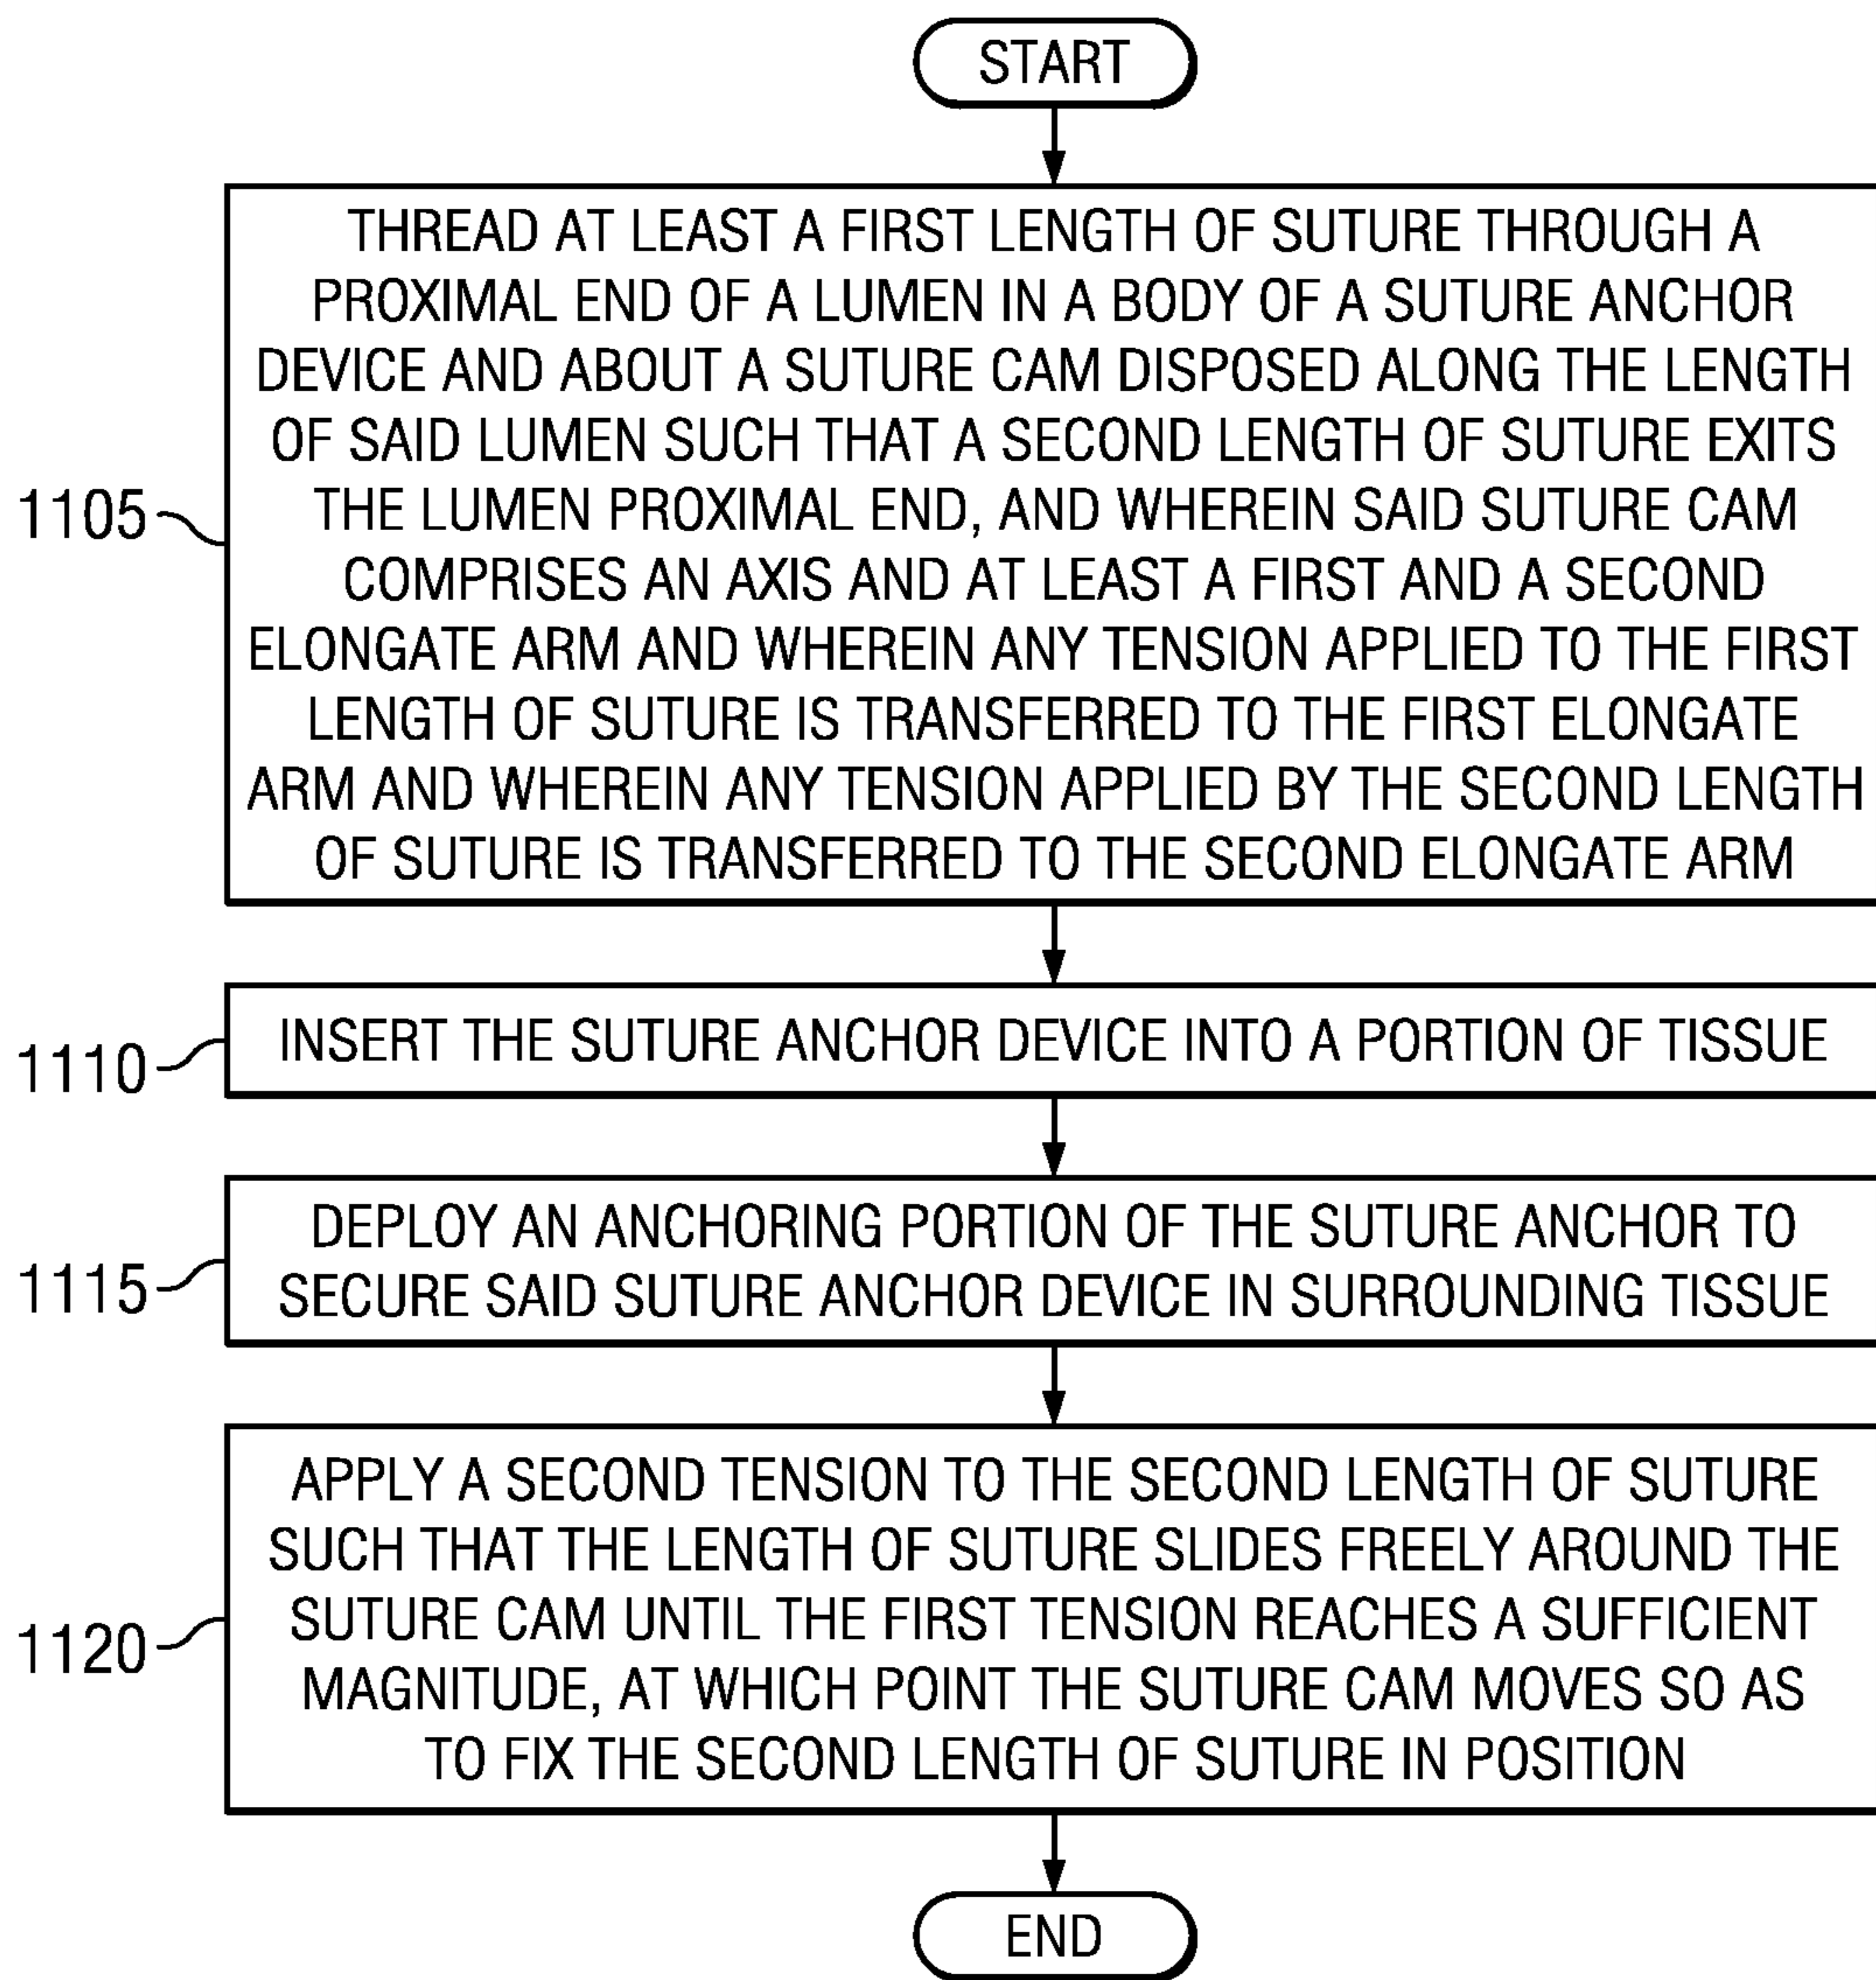 START
THREAD AT LEAST A FIRST LENGTH OF SUTURE THROUGH A
PROXIMAL END OF A LUMEN IN A BODY OF A SUTURE ANCHOR
DEVICE AND ABOUT A SUTURE CAM DISPOSED ALONG THE LENGTH
OF SAID LUMEN SUCH THAT A SECOND LENGTH OF SUTURE EXITS
THE LUMEN PROXIMAL END, AND WHEREIN SAID SUTURE CAM
COMPRISES AN AXIS AND AT LEAST A FIRST AND A SECOND
ELONGATE ARM AND WHEREIN ANY TENSION APPLIED TO THE FIRST
LENGTH OF SUTURE IS TRANSFERRED TO THE FIRST ELONGATE
ARM AND WHEREIN ANY TENSION APPLIED BY THE SECOND LENGTH
OF SUTURE IS TRANSFERRED TO THE SECOND ELONGATE ARM
1105
INSERT THE SUTURE ANCHOR DEVICE INTO A PORTION OF TISSUE
1110
DEPLOY AN ANCHORING PORTION OF THE SUTURE ANCHOR TO
SECURE SAID SUTURE ANCHOR DEVICE IN SURROUNDING TISSUE
1115
APPLY A SECOND TENSION TO THE SECOND LENGTH OF SUTURE
SUCH THAT THE LENGTH OF SUTURE SLIDES FREELY AROUND THE
SUTURE CAM UNTIL THE FIRST TENSION REACHES A SUFFICIENT
MAGNITUDE, AT WHICH POINT THE SUTURE CAM MOVES SO AS
TO FIX THE SECOND LENGTH OF SUTURE IN POSITION
1120
END